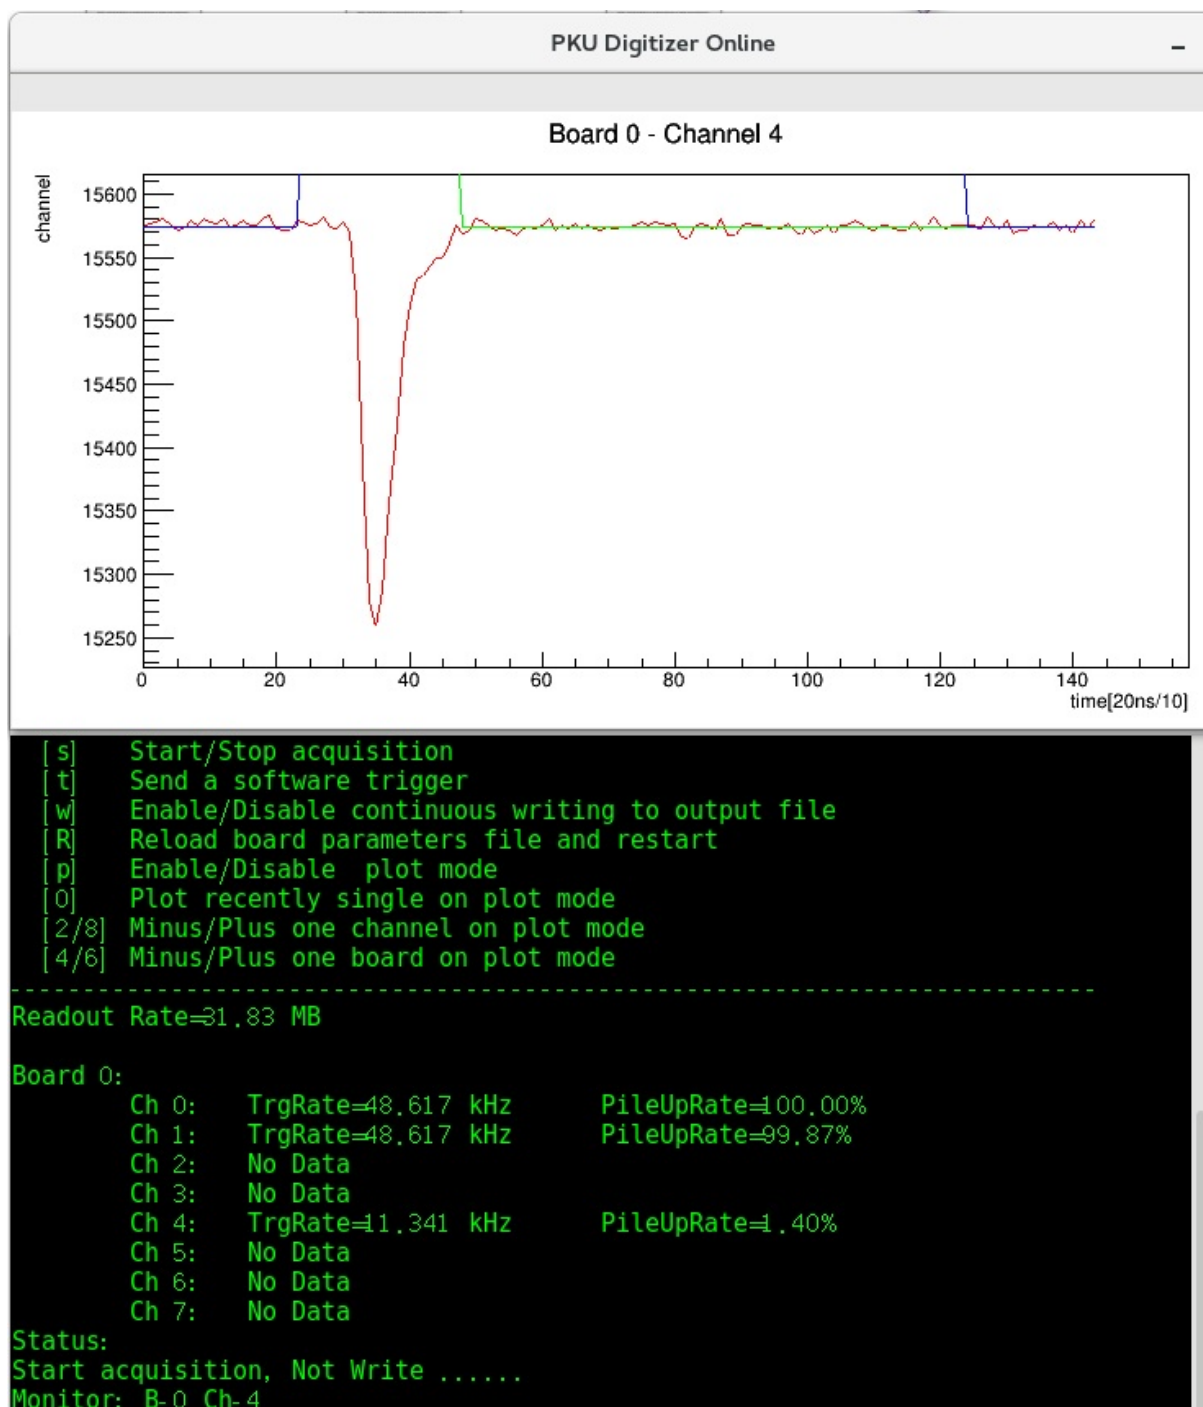 PKU Digitizer Online
Board 0 - Channel 4
channel
15600
15550
15500
15450
15400
15350
15300
15250
0 20 40 60 80 100 120 140
time[20ns/10]
[s] Start/Stop acquisition
[t] Send a software trigger
[w] Enable/Disable continuous writing to output file
[R] Reload board parameters file and restart
[p] Enable/Disable plot mode
[0] Plot recently single on plot mode
[2/8] Minus/Plus one channel on plot mode
[4/6] Minus/Plus one board on plot mode
--------------------------------------------------------------------------
Readout Rate=31.83 MB
Board 0:
Ch 0: TrgRate=48.617 kHz PileUpRate=100.00%
Ch 1: TrgRate=48.617 kHz PileUpRate=99.87%
Ch 2: No Data
Ch 3: No Data
Ch 4: TrgRate=11.341 kHz PileUpRate=1.40%
Ch 5: No Data
Ch 6: No Data
Ch 7: No Data
Status:
Start acquisition, Not Write ......
Monitor: B-0 Ch-4